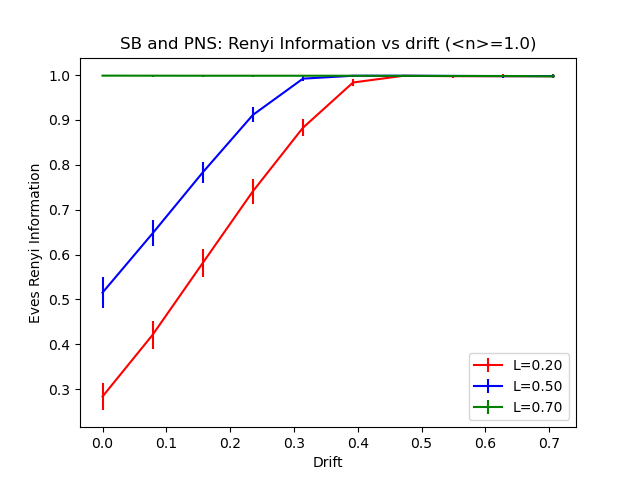 SB and PNS: Renyi Information vs drift (<n>=1.0)
Eves Renyi Information
1.0
0.9
0.8
0.7
0.6
0.5
0.4
0.3
L=0.20
L=0.50
L=0.70
0.0 0.1 0.2 0.3 0.4 0.5 0.6 0.7
Drift